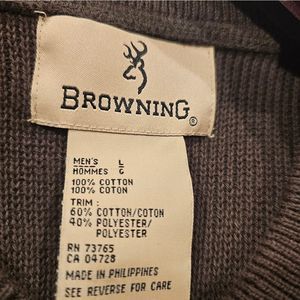 BROWNING®
MEN'S L
HOMMES G
100% COTTON
100% COTON
TRIM :
60% COTTON/COTON
40% POLYESTER/
POLYESTER
RN 73765
CA 04728
MADE IN PHILIPPINES
SEE REVERSE FOR CARE